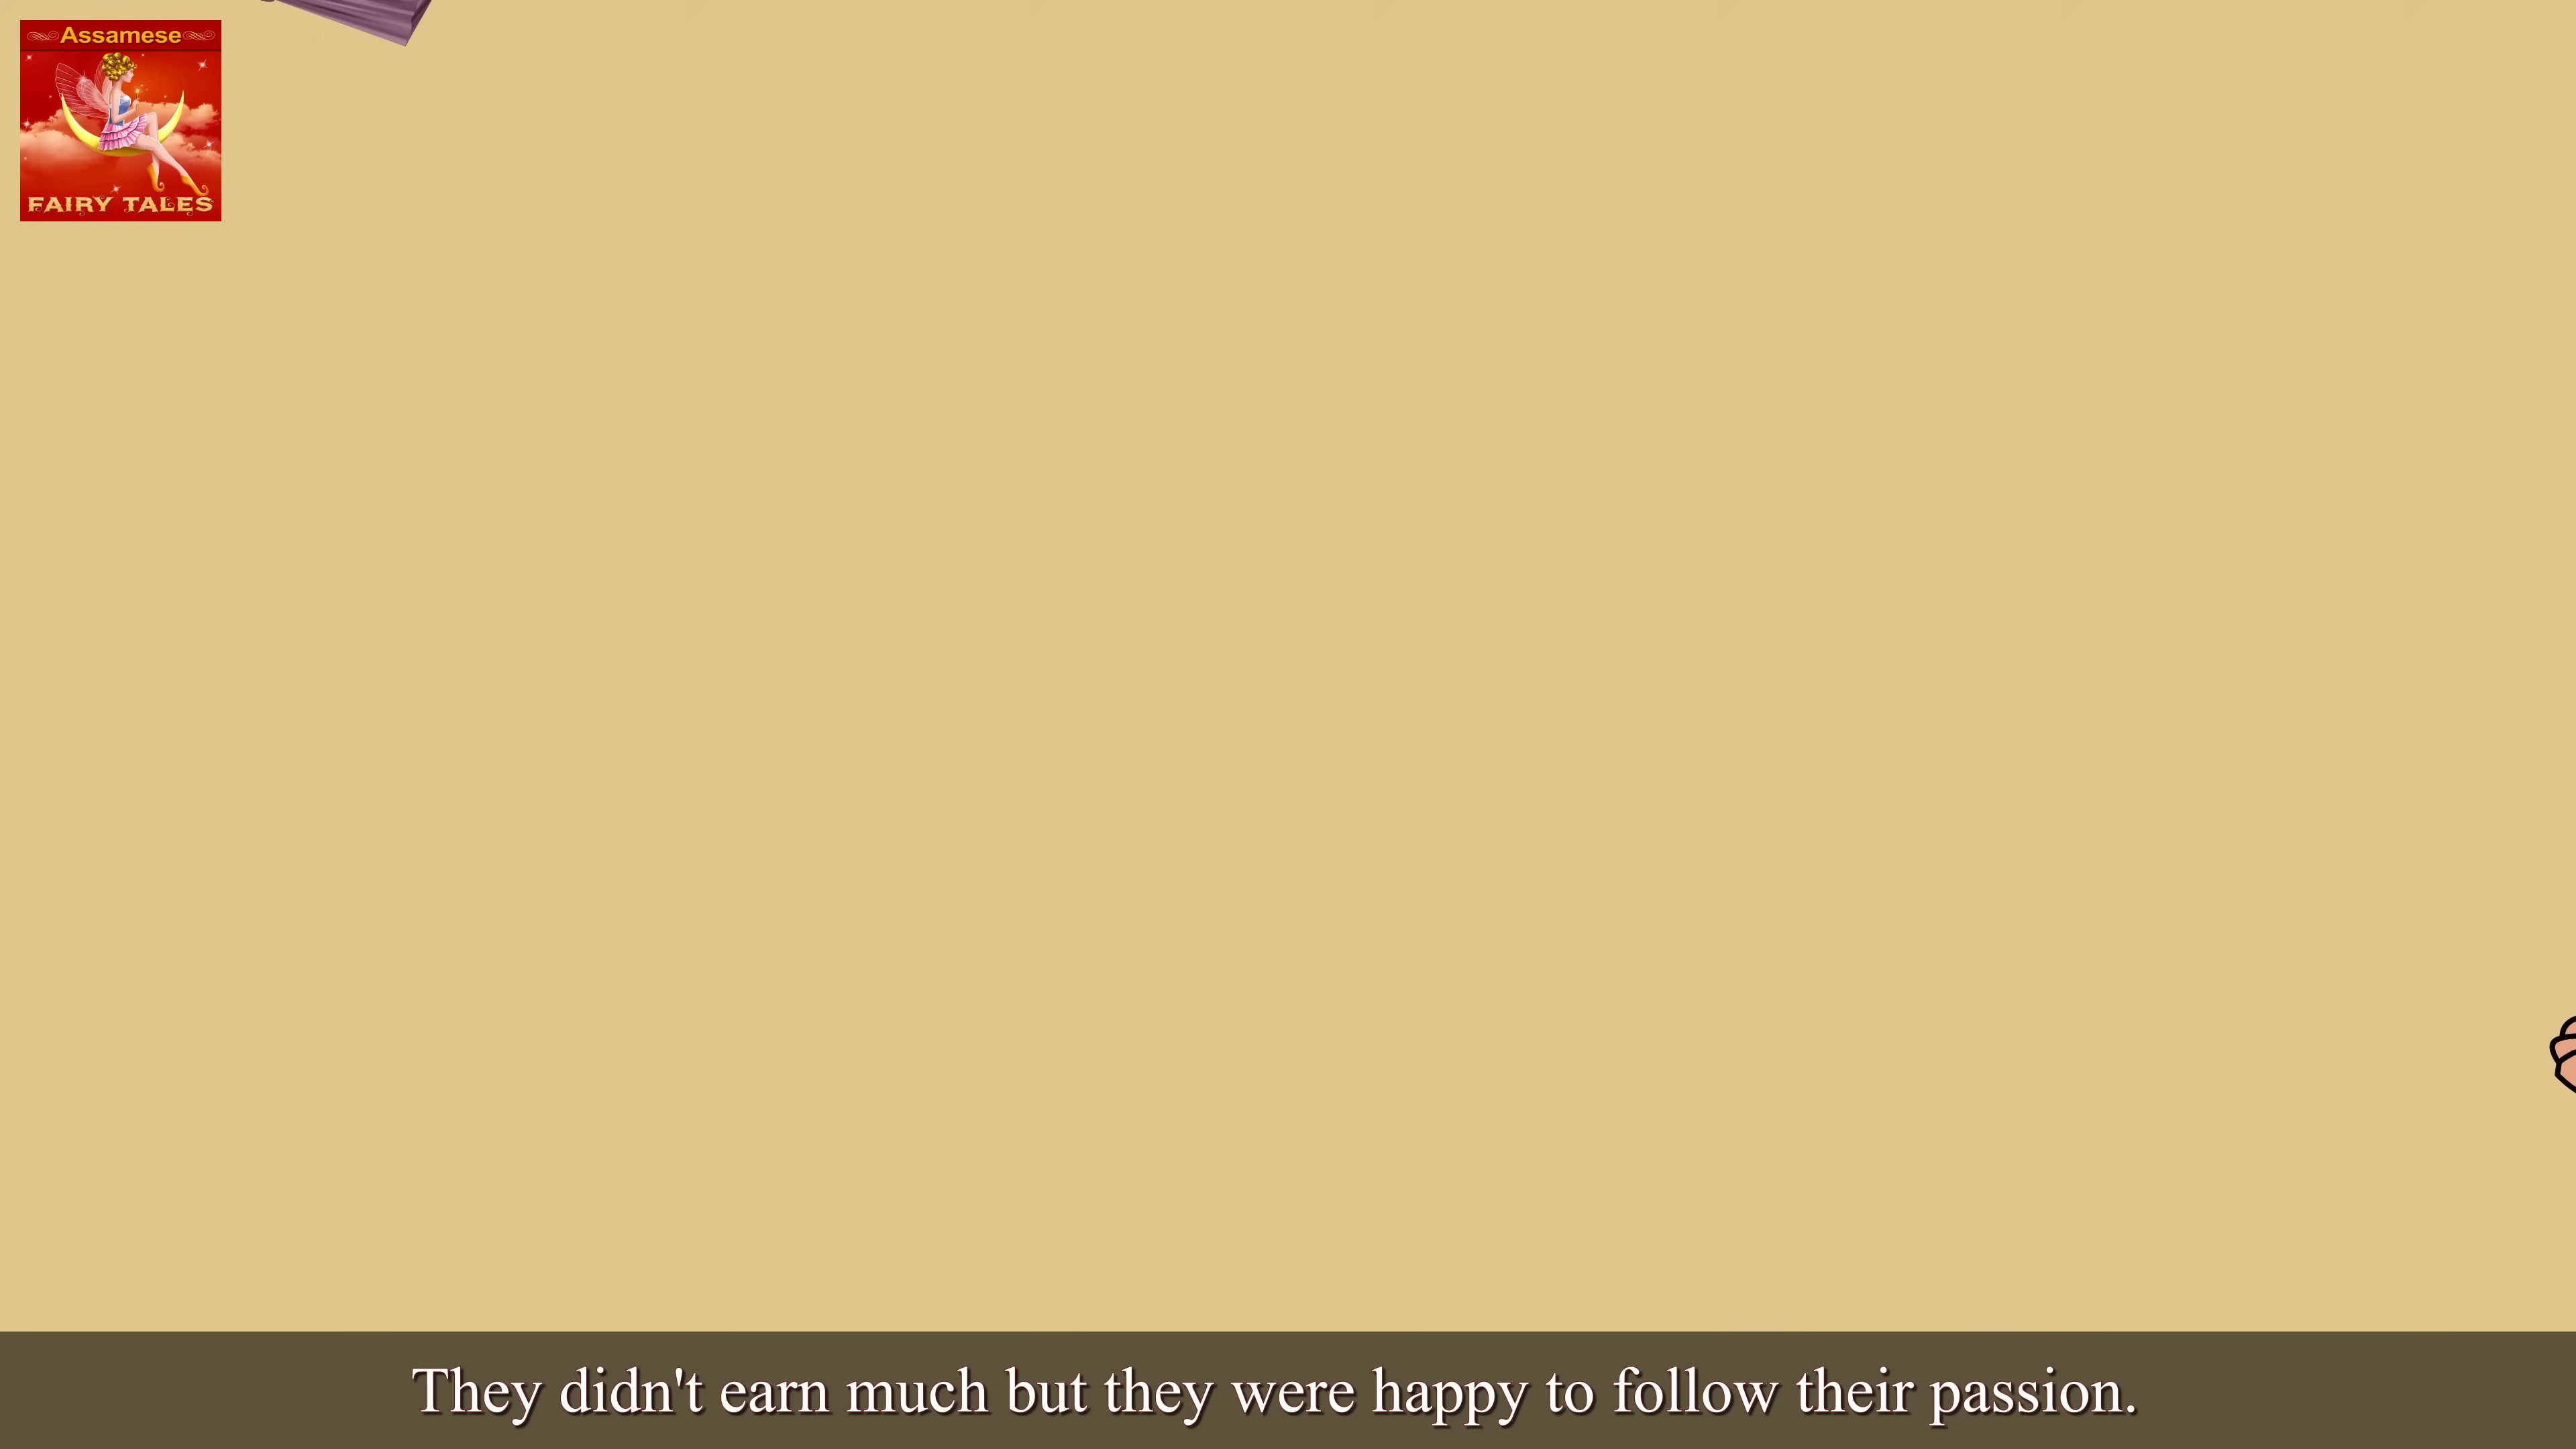 Assamese
FAIRY TALES
They didn't earn much but they were happy to follow their passion.